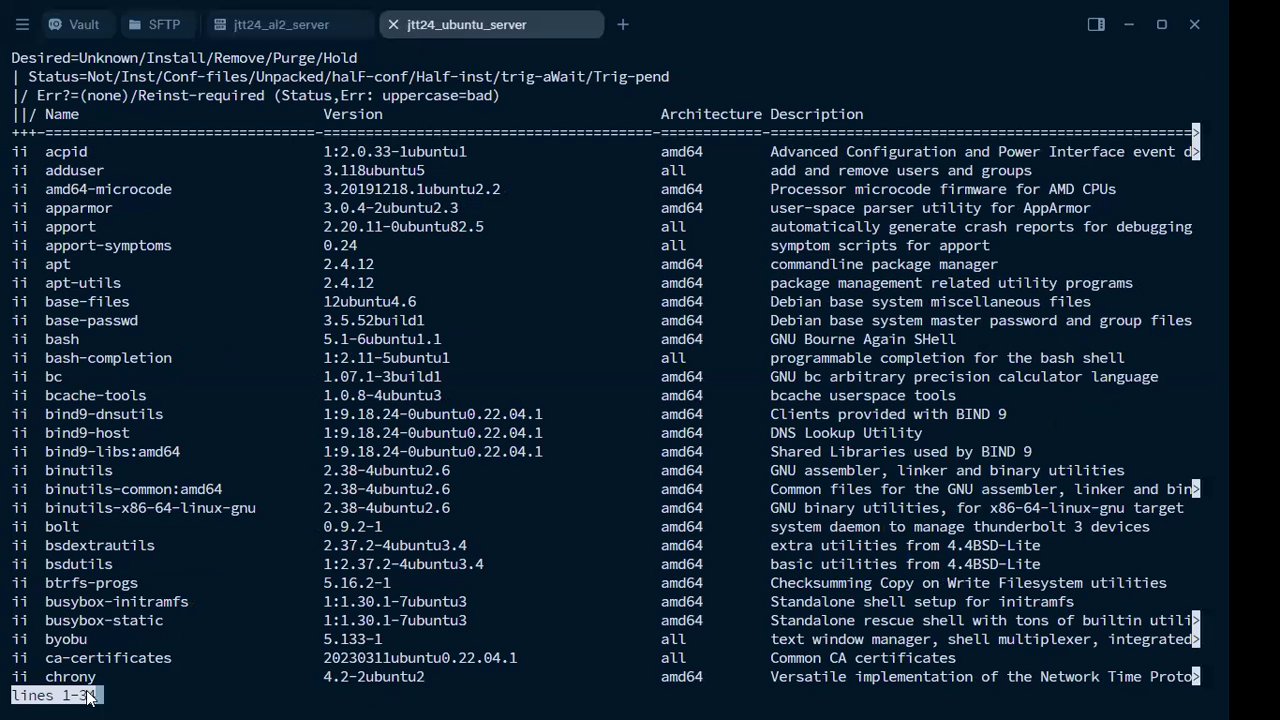 Vault SFTP jtt24_al2_server jtt24_ubuntu_server
Desired=Unknown/Install/Remove/Purge/Hold
| Status=Not/Inst/Conf-files/Unpacked/halF-conf/Half-inst/trig-aWait/Trig-pend
|/ Err?=(none)/Reinst-required (Status,Err: uppercase=bad)
||/ Name Version Architecture Description
+++-================================-=======================================-============-==================================================>
ii acpid 1:2.0.33-1ubuntu1 amd64 Advanced Configuration and Power Interface event d>
ii adduser 3.118ubuntu5 all add and remove users and groups
ii amd64-microcode 3.20191218.1ubuntu2.2 amd64 Processor microcode firmware for AMD CPUs
ii apparmor 3.0.4-2ubuntu2.3 amd64 user-space parser utility for AppArmor
ii apport 2.20.11-0ubuntu82.5 all automatically generate crash reports for debugging
ii apport-symptoms 0.24 all symptom scripts for apport
ii apt 2.4.12 amd64 commandline package manager
ii apt-utils 2.4.12 amd64 package management related utility programs
ii base-files 12ubuntu4.6 amd64 Debian base system miscellaneous files
ii base-passwd 3.5.52build1 amd64 Debian base system master password and group files
ii bash 5.1-6ubuntu1.1 amd64 GNU Bourne Again SHell
ii bash-completion 1:2.11-5ubuntu1 all programmable completion for the bash shell
ii bc 1.07.1-3build1 amd64 GNU bc arbitrary precision calculator language
ii bcache-tools 1.0.8-4ubuntu3 amd64 bcache userspace tools
ii bind9-dnsutils 1:9.18.24-0ubuntu0.22.04.1 amd64 Clients provided with BIND 9
ii bind9-host 1:9.18.24-0ubuntu0.22.04.1 amd64 DNS Lookup Utility
ii bind9-libs:amd64 1:9.18.24-0ubuntu0.22.04.1 amd64 Shared Libraries used by BIND 9
ii binutils 2.38-4ubuntu2.6 amd64 GNU assembler, linker and binary utilities
ii binutils-common:amd64 2.38-4ubuntu2.6 amd64 Common files for the GNU assembler, linker and bin>
ii binutils-x86-64-linux-gnu 2.38-4ubuntu2.6 amd64 GNU binary utilities, for x86-64-linux-gnu target
ii bolt 0.9.2-1 amd64 system daemon to manage thunderbolt 3 devices
ii bsdextrautils 2.37.2-4ubuntu3.4 amd64 extra utilities from 4.4BSD-Lite
ii bsdutils 1:2.37.2-4ubuntu3.4 amd64 basic utilities from 4.4BSD-Lite
ii btrfs-progs 5.16.2-1 amd64 Checksumming Copy on Write Filesystem utilities
ii busybox-initramfs 1:1.30.1-7ubuntu3 amd64 Standalone shell setup for initramfs
ii busybox-static 1:1.30.1-7ubuntu3 amd64 Standalone rescue shell with tons of builtin utili>
ii byobu 5.133-1 all text window manager, shell multiplexer, integrated>
ii ca-certificates 20230311ubuntu0.22.04.1 all Common CA certificates
ii chrony 4.2-2ubuntu2 amd64 Versatile implementation of the Network Time Proto>
lines 1-34